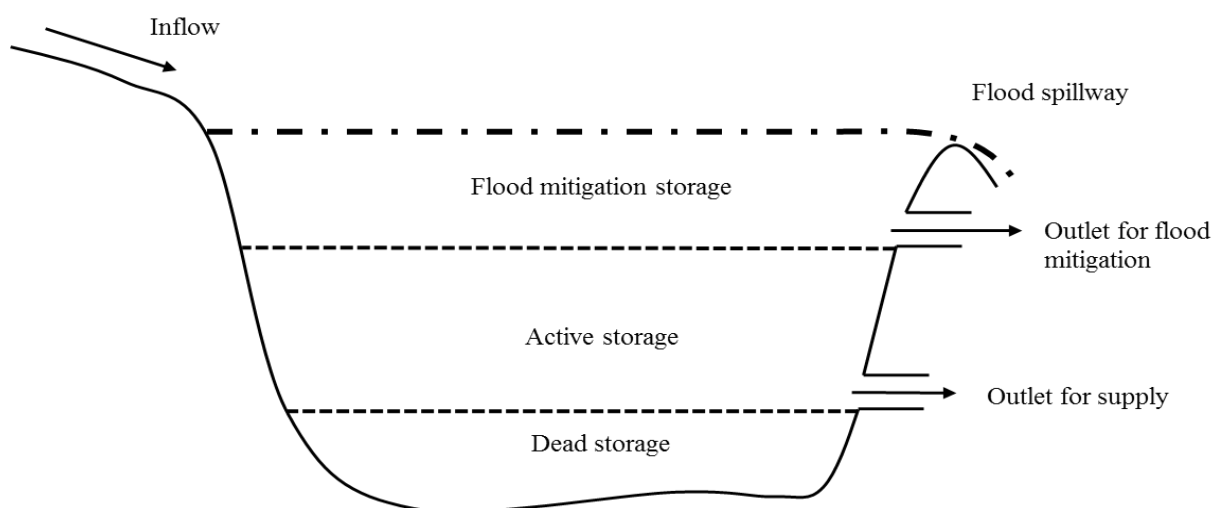 Inflow
Flood spillway
Flood mitigation storage
Outlet for flood
mitigation
Active storage
Outlet for supply
Dead storage